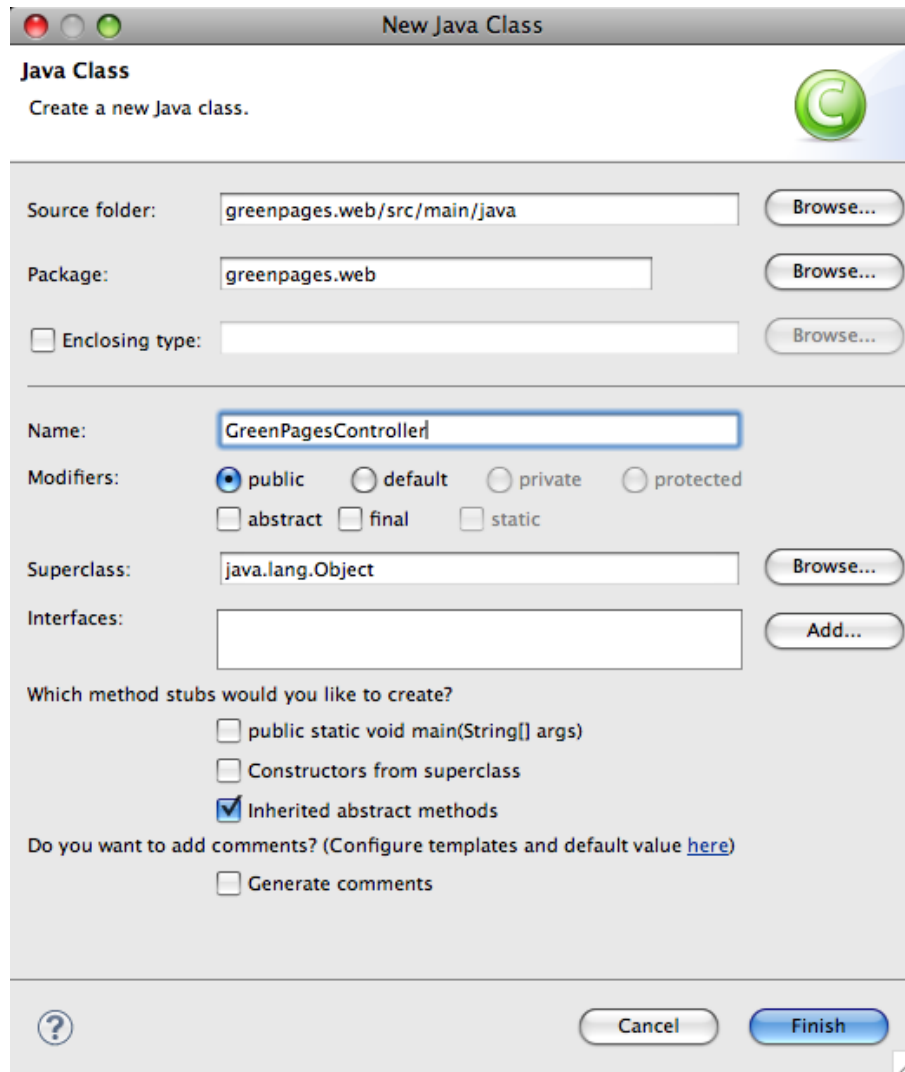 New Java Class
Java Class
Create a new Java class.
C
Source folder: greenpages.web/src/main/java Browse...
Package: greenpages.web Browse...
Enclosing type: Browse...
Name: GreenPagesController
Modifiers: public default private protected
abstract final static
Superclass: java.lang.Object Browse...
Interfaces: Add...
Which method stubs would you like to create?
public static void main(String[] args)
Constructors from superclass
Inherited abstract methods
Do you want to add comments? (Configure templates and default value here)
Generate comments
? Cancel Finish